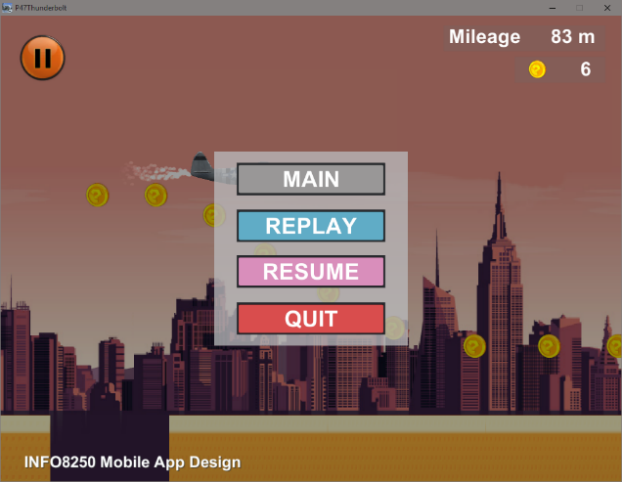 P47Thunderbolt
Mileage 83 m
6
MAIN
REPLAY
RESUME
QUIT
INFO8250 Mobile App Design